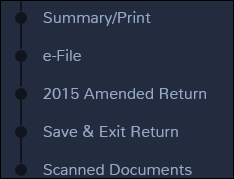 Summary/Print
e-File
2015 Amended Return
Save & Exit Return
Scanned Documents